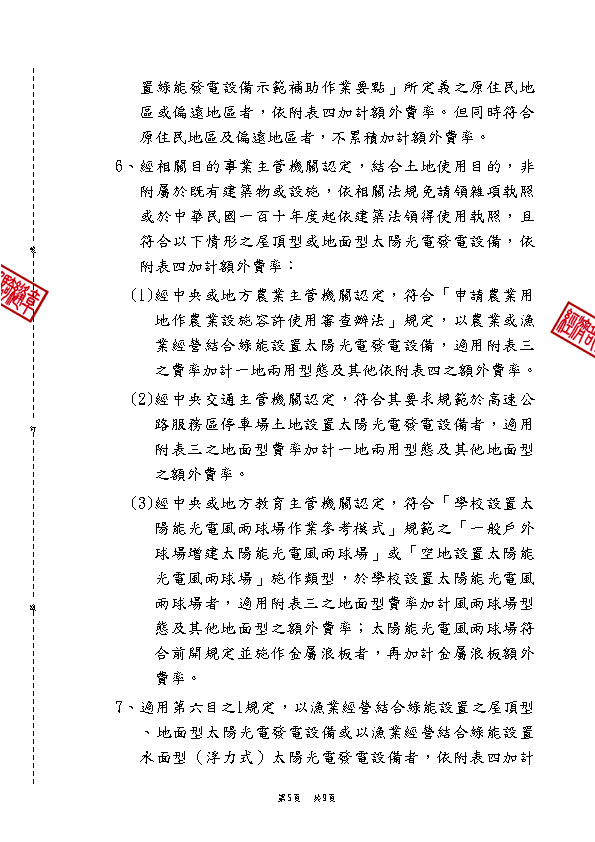 置綠能發電設備示範補助作業要點」所定義之原住民地
區或偏遠地區者，依附表四加計額外費率。但同時符合
原住民地區及偏遠地區者，不累積加計額外費率。
6、經相關目的事業主管機關認定，結合土地使用目的，非
附屬於既有建築物或設施，依相關法規免請領雜項執照
或於中華民國一百十年度起依建築法領得使用執照，且
符合以下情形之屋頂型或地面型太陽光電發電設備，依
附表四加計額外費率：
(1)經中央或地方農業主管機關認定，符合「申請農業用
地作農業設施容許使用審查辦法」規定，以農業或漁
業經營結合綠能設置太陽光電發電設備，適用附表三
之費率加計一地兩用型態及其他依附表四之額外費率。
(2)經中央交通主管機關認定，符合其要求規範於高速公
路服務區停車場土地設置太陽光電發電設備者，適用
附表三之地面型費率加計一地兩用型態及其他地面型
之額外費率。
(3)經中央或地方教育主管機關認定，符合「學校設置太
陽能光電風雨球場作業參考模式」規範之「一般戶外
球場增建太陽能光電風雨球場」或「空地設置太陽能
光電風雨球場」施作類型，於學校設置太陽能光電風
雨球場者，適用附表三之地面型費率加計風雨球場型
態及其他地面型之額外費率；太陽能光電風雨球場符
合前開規定並施作金屬浪板者，再加計金屬浪板額外
費率。
7、適用第六目之1規定，以漁業經營結合綠能設置之屋頂型
、地面型太陽光電發電設備或以漁業經營結合綠能設置
水面型（浮力式）太陽光電發電設備者，依附表四加計
第5頁 共9頁
裝
訂
線
騎縫章
經濟部